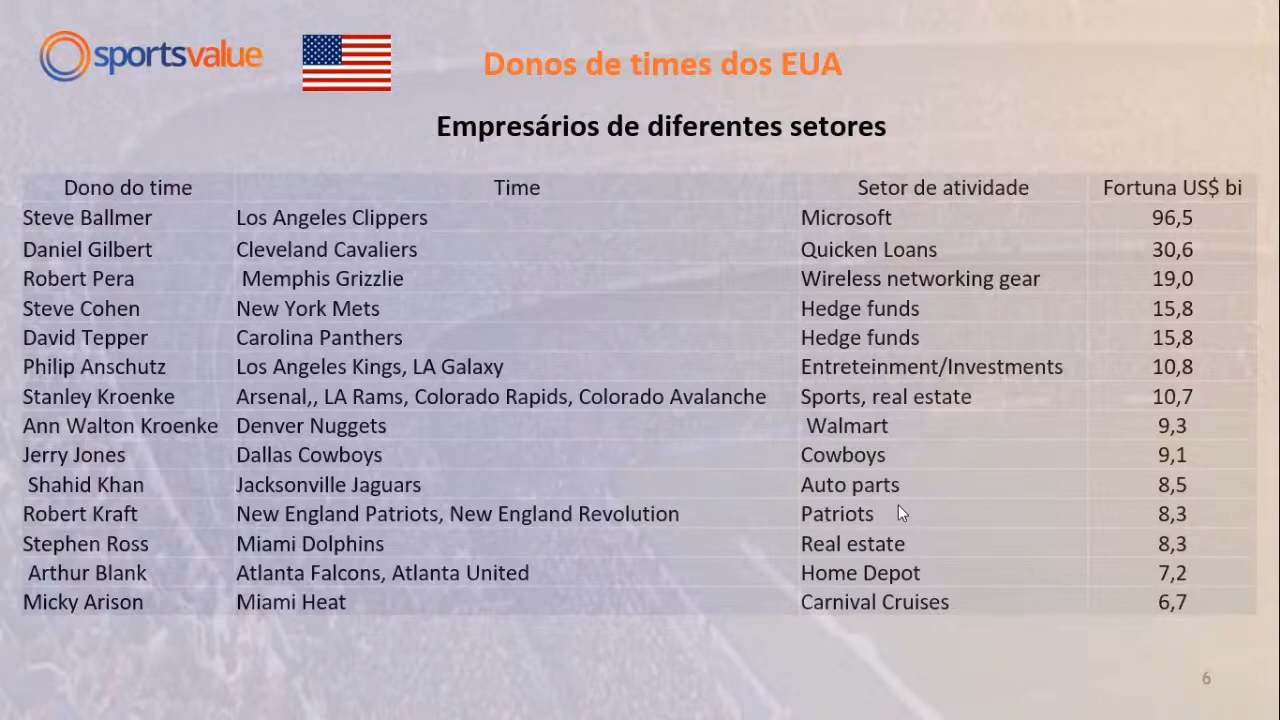 sportsvalue
Donos de times dos EUA
Empresários de diferentes setores
Dono do time Time Setor de atividade Fortuna US$ bi
Steve Ballmer Los Angeles Clippers Microsoft 96,5
Daniel Gilbert Cleveland Cavaliers Quicken Loans 30,6
Robert Pera Memphis Grizzlie Wireless networking gear 19,0
Steve Cohen New York Mets Hedge funds 15,8
David Tepper Carolina Panthers Hedge funds 15,8
Philip Anschutz Los Angeles Kings, LA Galaxy Entreteinment/Investments 10,8
Stanley Kroenke Arsenal,, LA Rams, Colorado Rapids, Colorado Avalanche Sports, real estate 10,7
Ann Walton Kroenke Denver Nuggets Walmart 9,3
Jerry Jones Dallas Cowboys Cowboys 9,1
Shahid Khan Jacksonville Jaguars Auto parts 8,5
Robert Kraft New England Patriots, New England Revolution Patriots 8,3
Stephen Ross Miami Dolphins Real estate 8,3
Arthur Blank Atlanta Falcons, Atlanta United Home Depot 7,2
Micky Arison Miami Heat Carnival Cruises 6,7
6